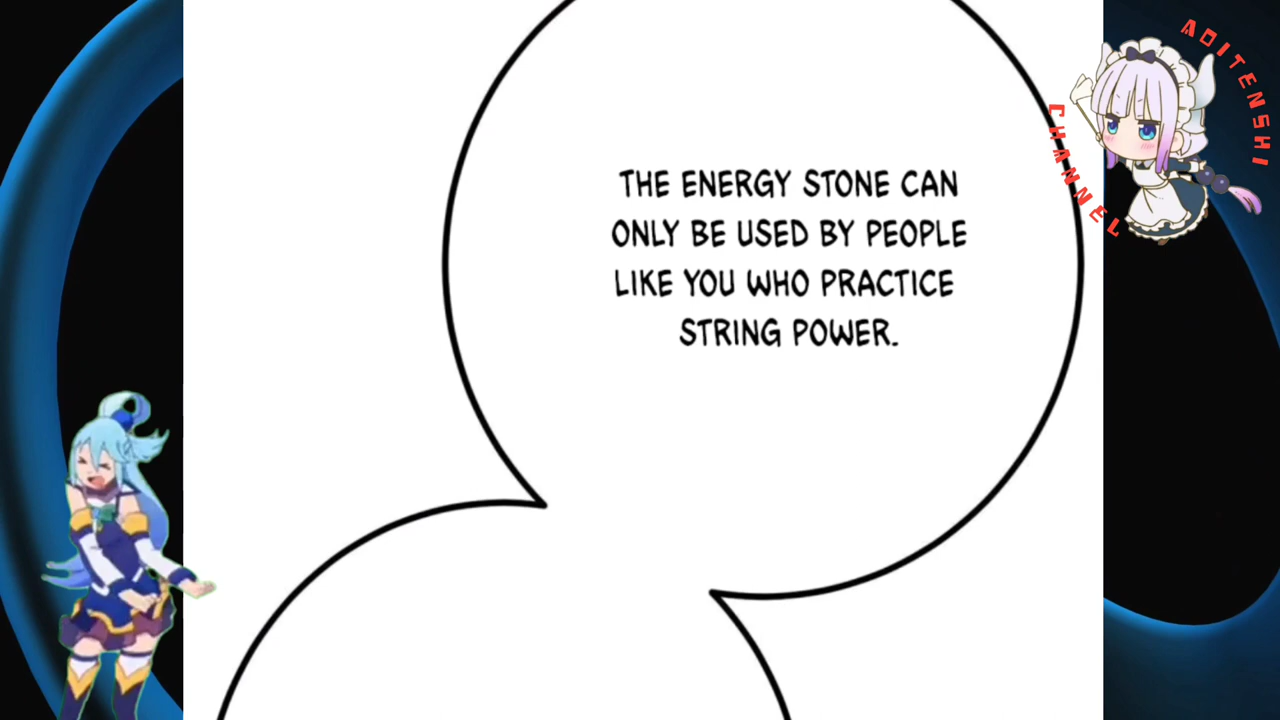 THE ENERGY STONE CAN
ONLY BE USED BY PEOPLE
LIKE YOU WHO PRACTICE
STRING POWER.
AOITENSHI
CHANNEL